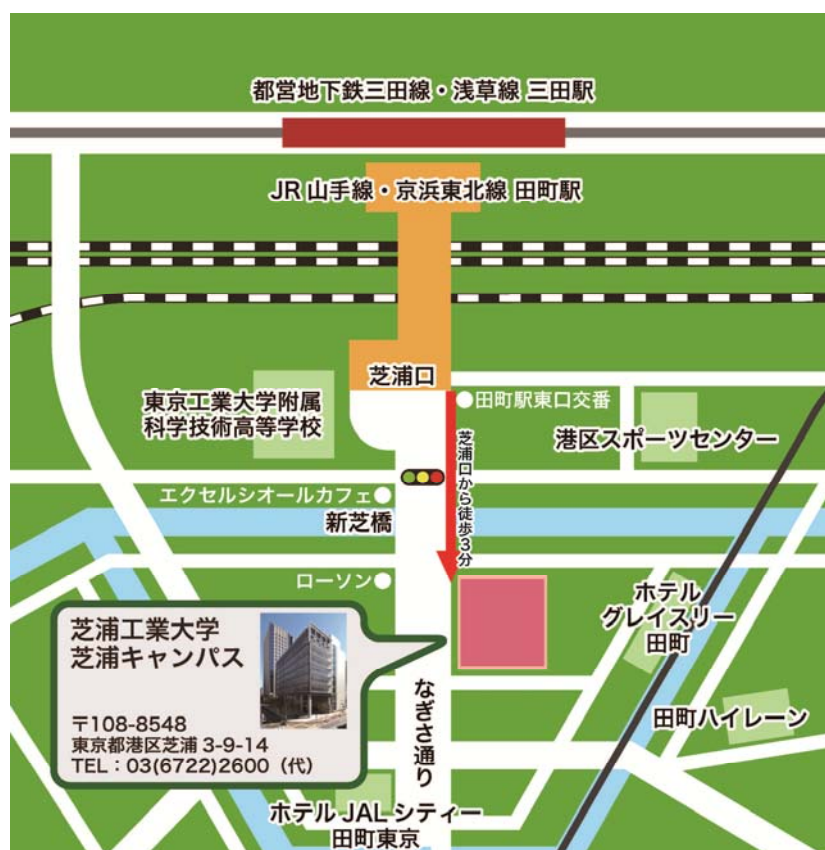 都営地下鉄三田線・浅草線 三田駅
JR山手線・京浜東北線 田町駅
芝浦口
田町駅東口交番
東京工業大学附属
科学技術高等学校
港区スポーツセンター
芝浦口から徒歩3分
エクセルシオールカフェ
新芝橋
ローソン
ホテル
グレイスリー
田町
芝浦工業大学
芝浦キャンパス
〒108-8548
東京都港区芝浦 3-9-14
TEL：03(6722)2600（代）
なぎさ通り
田町ハイレーン
ホテル JAL シティー
田町東京